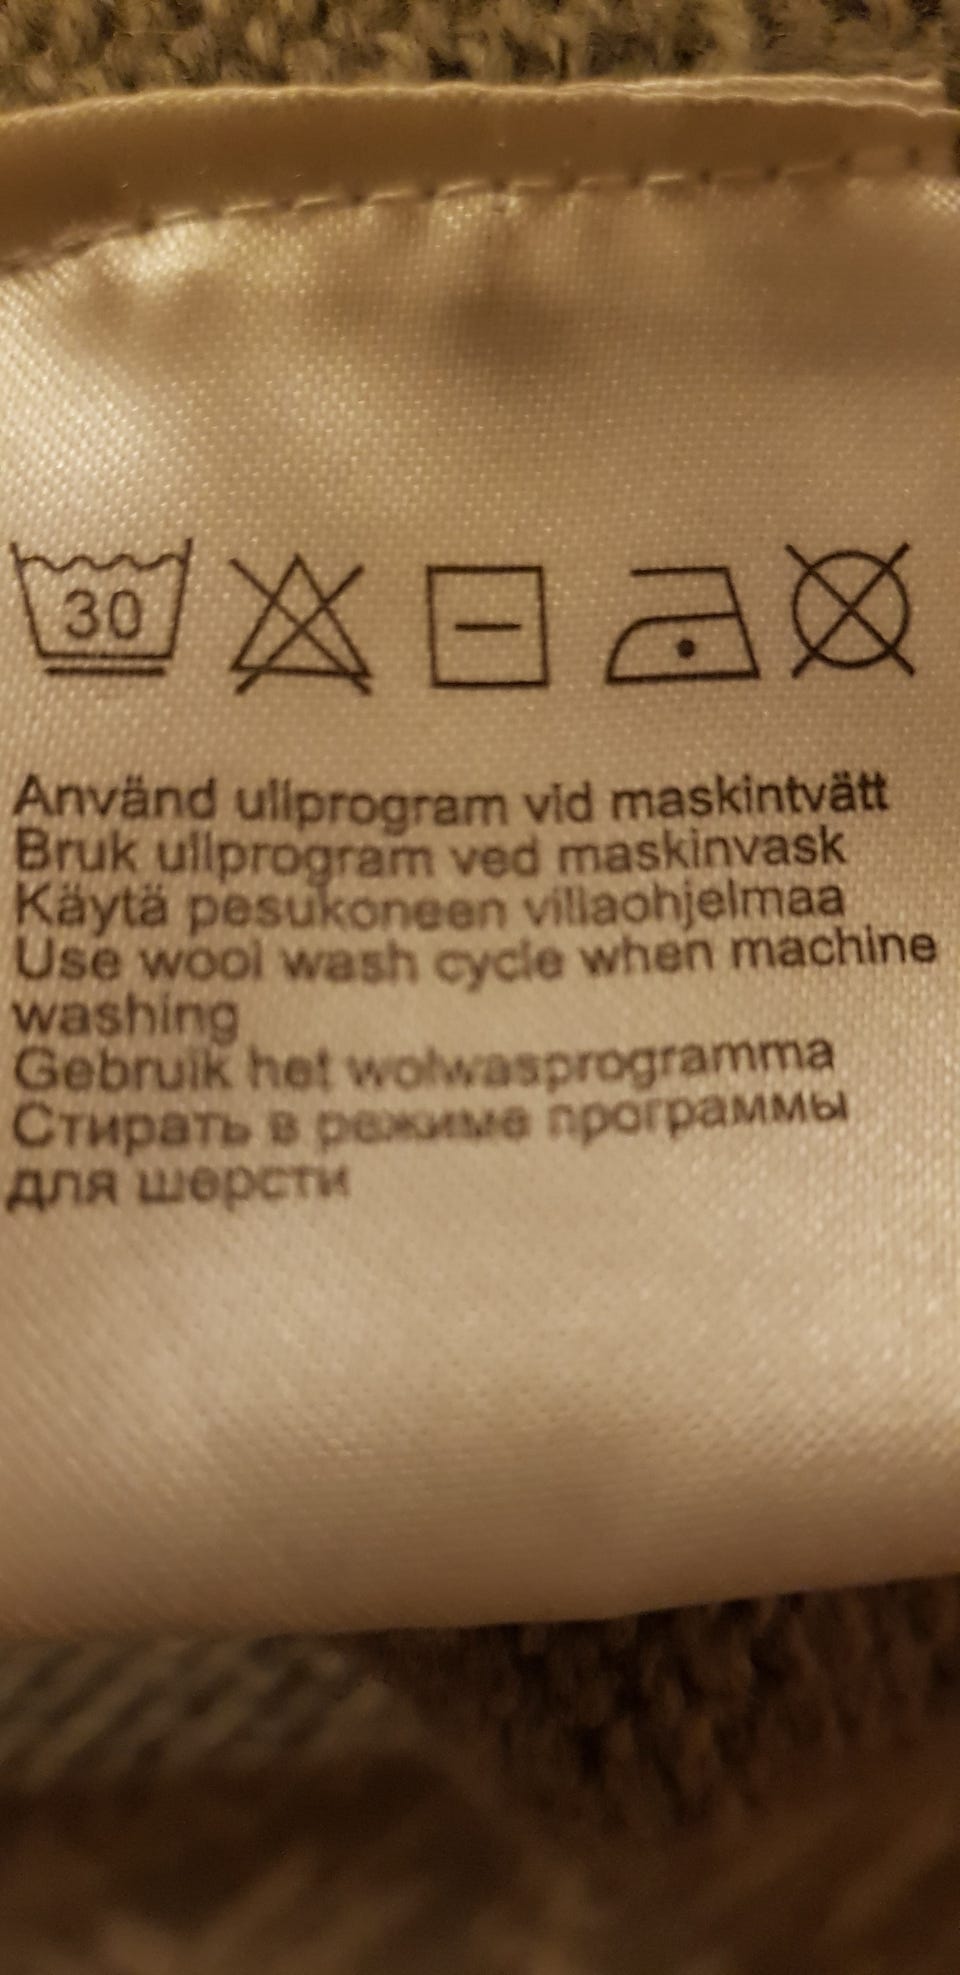 30
Använd ullprogram vid maskintvätt
Bruk ullprogram ved maskinvask
Käytä pesukoneen villaohjelmaa
Use wool wash cycle when machine
washing
Gebruik het wolwasprogramma
Стирать в режиме программы
для шерсти